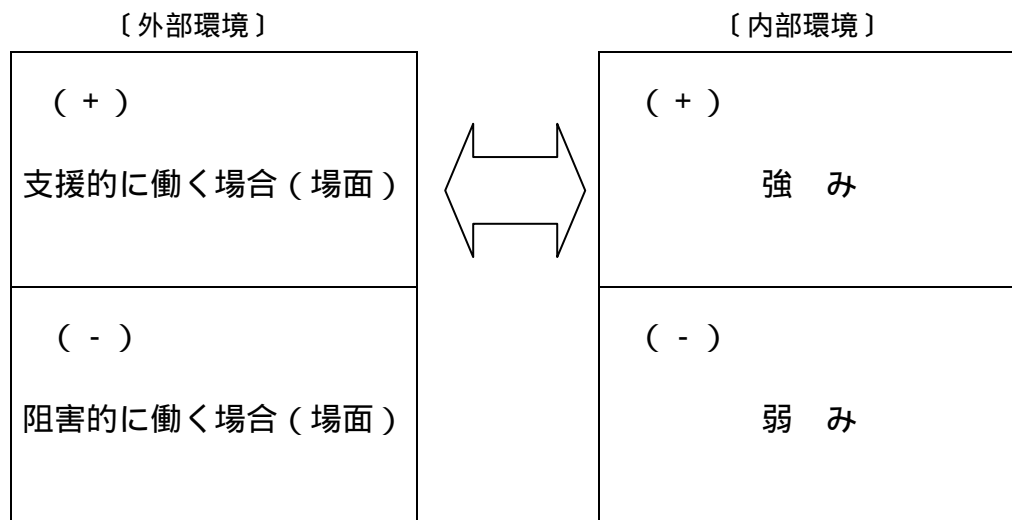 〔外部環境〕
(+)
支援的に働く場合(場面)
(-)
阻害的に働く場合(場面)
〔内部環境〕
(+)
強　み
(-)
弱　み